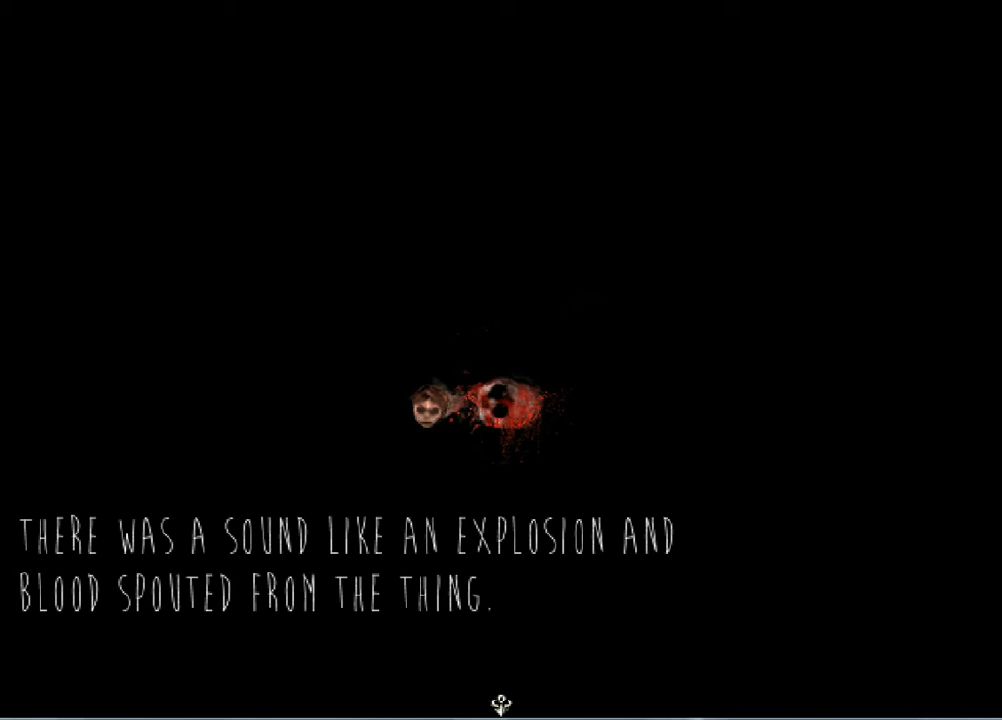 THERE WAS A SOUND LIKE AN EXPLOSION AND
BLOOD SPOUTED FROM THE THING.